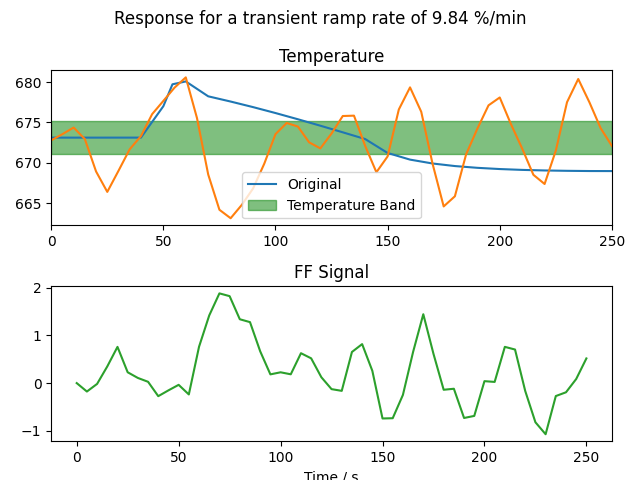 Response for a transient ramp rate of 9.84 %/min
Temperature
680
675
670
665
Original
Temperature Band
0 50 100 150 200 250
FF Signal
2
1
0
−1
0 50 100 150 200 250
Time / s